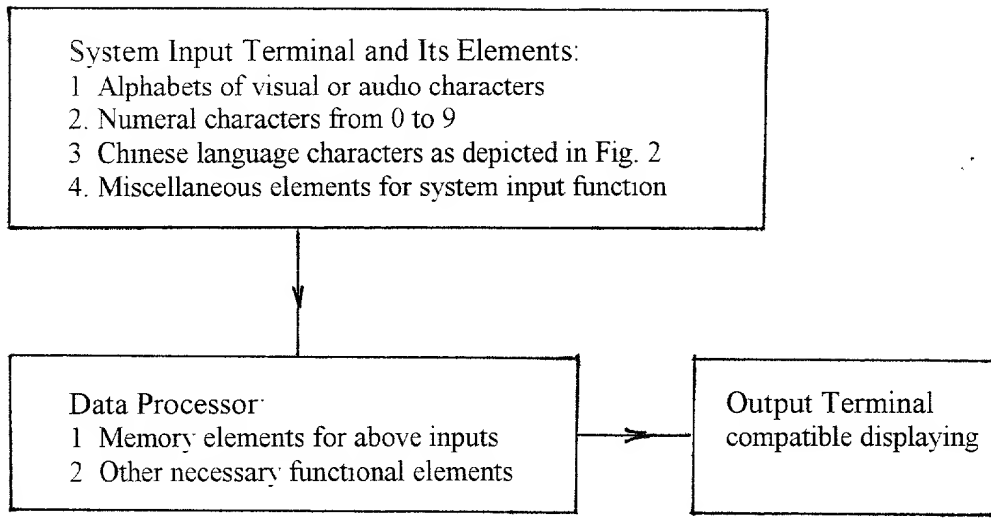 System Input Terminal and Its Elements:
1 Alphabets of visual or audio characters
2. Numeral characters from 0 to 9
3 Chinese language characters as depicted in Fig. 2
4. Miscellaneous elements for system input function
Data Processor:
1 Memory elements for above inputs
2 Other necessary functional elements
Output Terminal
compatible displaying